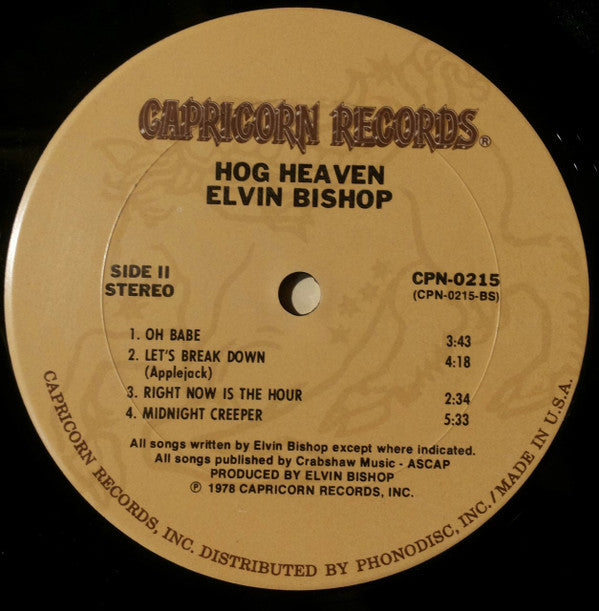 CAPRICORN RECORDS®
HOG HEAVEN
ELVIN BISHOP
SIDE II
STEREO
CPN-0215
(CPN-0215-BS)
1. OH BABE 3:43
2. LET'S BREAK DOWN 4:18
(Applejack)
3. RIGHT NOW IS THE HOUR 2:34
4. MIDNIGHT CREEPER 5:33
All songs written by Elvin Bishop except where indicated.
All songs published by Crabshaw Music - ASCAP
PRODUCED BY ELVIN BISHOP
℗ 1978 CAPRICORN RECORDS, INC.
CAPRICORN RECORDS, INC. DISTRIBUTED BY PHONODISC, INC. / MADE IN U.S.A.